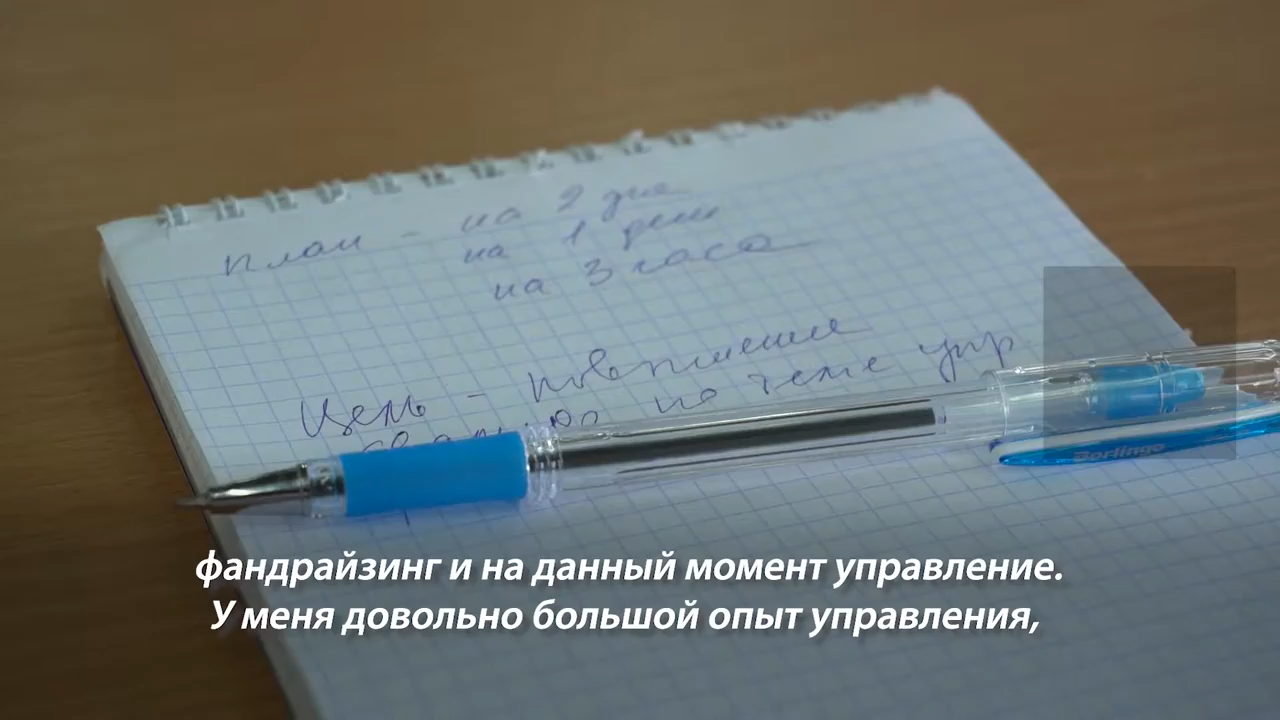 План - на 2 дня
на 1 день
на 3 часа
Цель - повышение
по теме упр
Berlingo
фандрайзинг и на данный момент управление.
У меня довольно большой опыт управления,